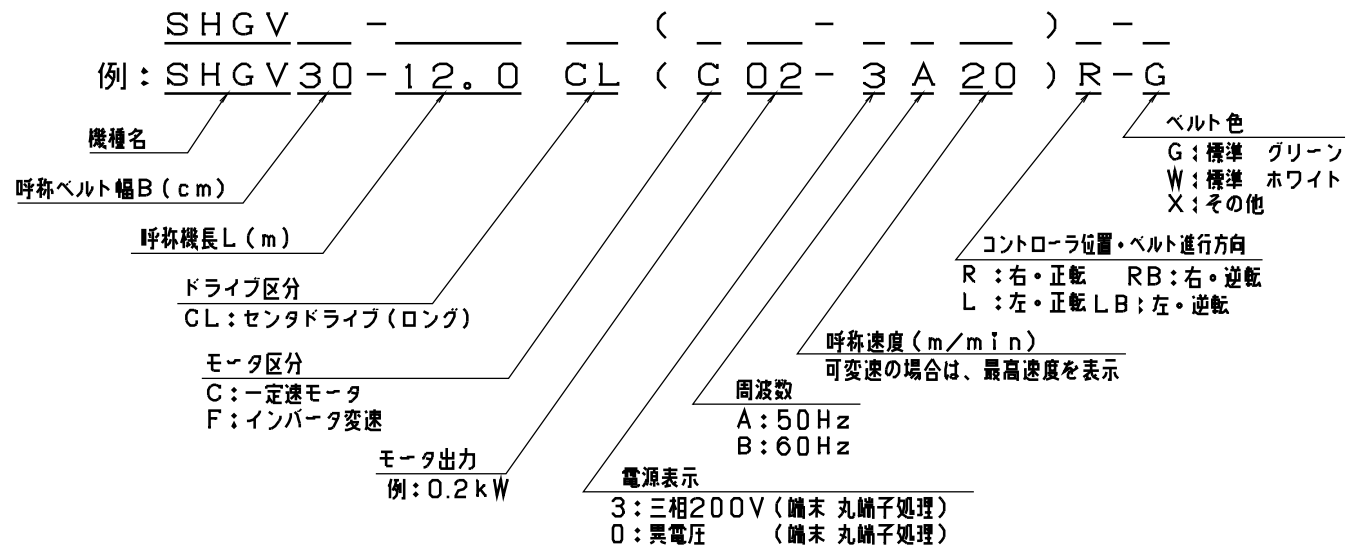 SHGV__-____ __(_ __-_ _ __)_-_
例:SHGV30-12.0 CL(C02-3A20)R-G
機種名
呼称ベルト幅B(cm)
呼称機長L(m)
ドライブ区分
CL:センタドライブ(ロング)
モータ区分
C:一定速モータ
F:インバータ変速
モータ出力
例:0.2kW
電源表示
3:三相200V(端末 丸端子処理)
0:異電圧 (端末 丸端子処理)
周波数
A:50Hz
B:60Hz
呼称速度(m/min)
可変速の場合は、最高速度を表示
コントローラ位置・ベルト進行方向
R:右・正転 RB:右・逆転
L:左・正転 LB:左・逆転
ベルト色
G:標準 グリーン
W:標準 ホワイト
X:その他